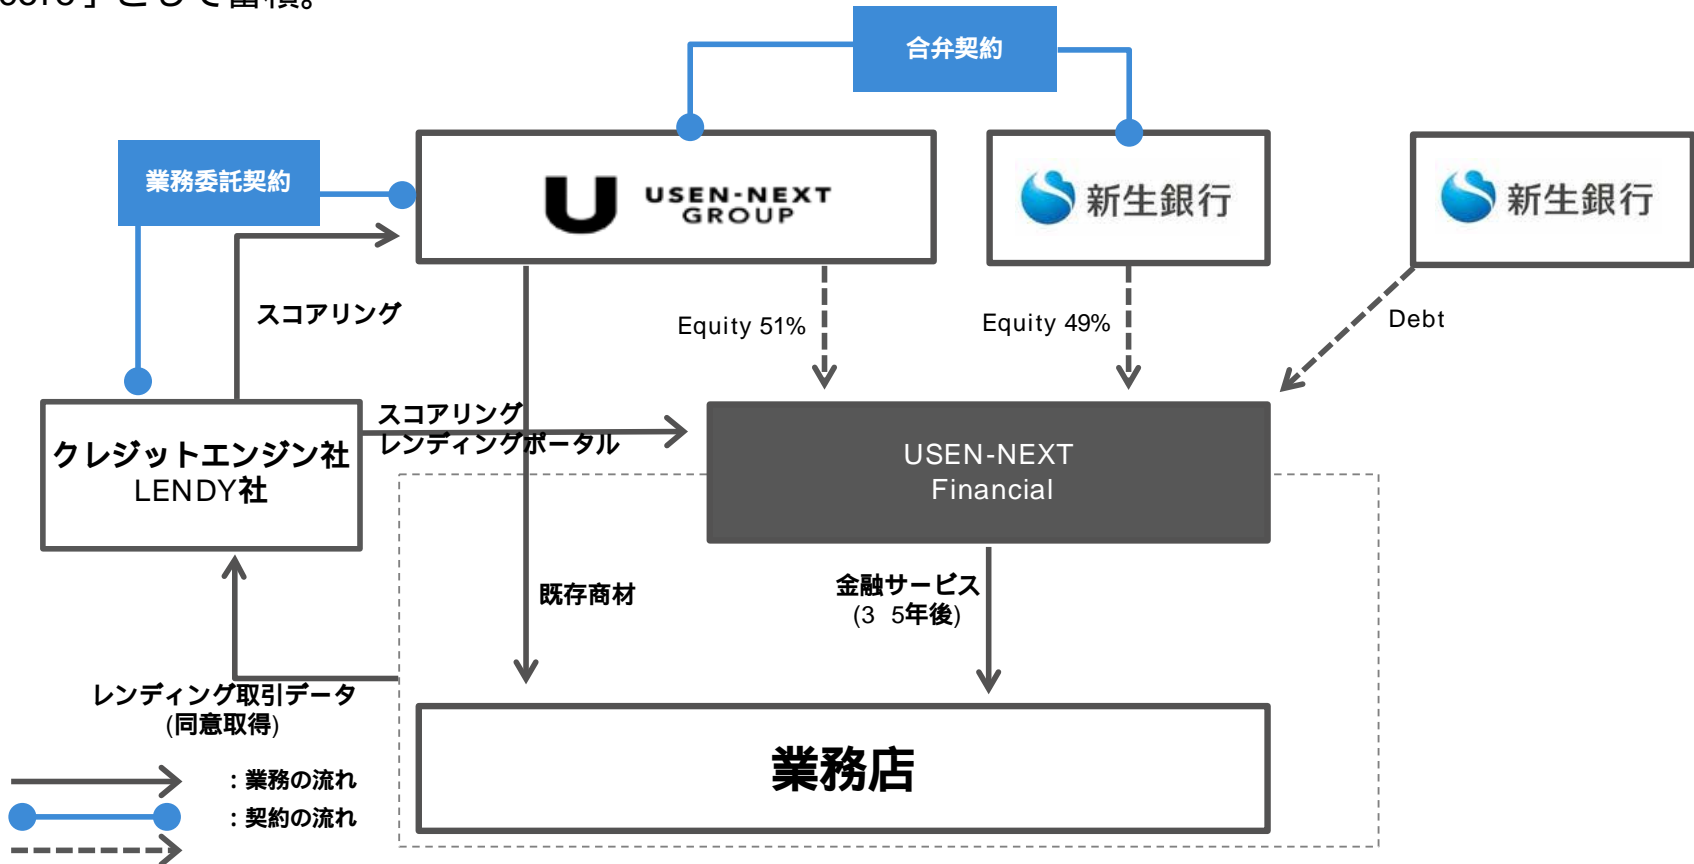 」として蓄積。
合弁契約
業務委託契約
USEN-NEXT
GROUP
新生銀行
新生銀行
スコアリング
Equity 51%
Equity 49%
Debt
クレジットエンジン社
LENDY社
スコアリング
レンディングポータル
USEN-NEXT
Financial
既存商材
金融サービス
(3 5年後)
レンディング取引データ
(同意取得)
業務店
：業務の流れ
：契約の流れ